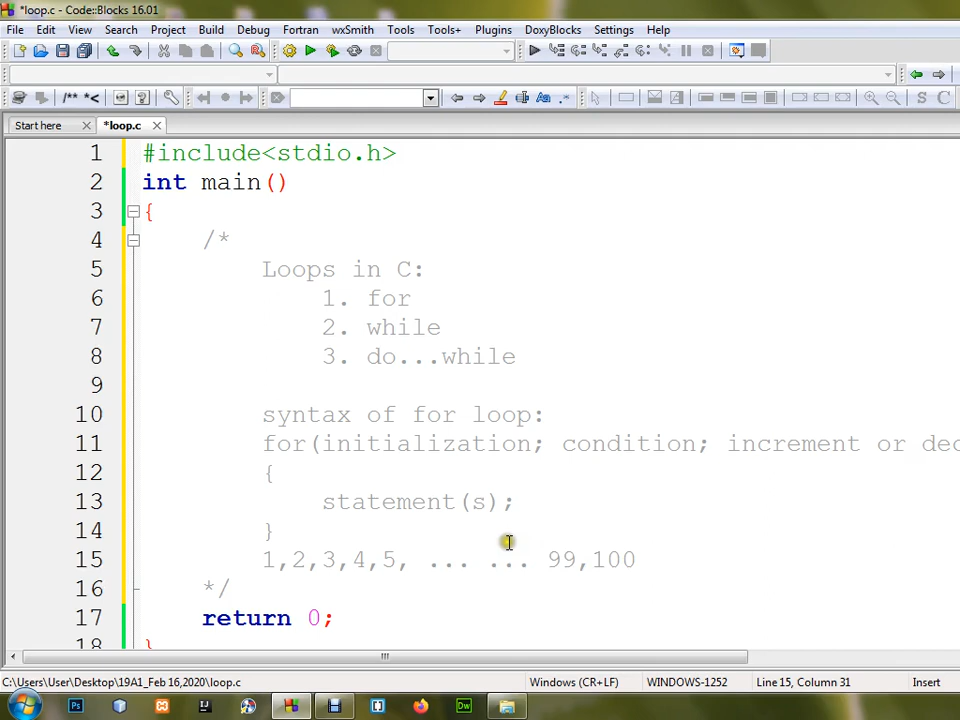 *loop.c - Code::Blocks 16.01
File Edit View Search Project Build Debug Fortran wxSmith Tools Tools+ Plugins DoxyBlocks Settings Help
/** *<
S C
Start here *loop.c
1 #include<stdio.h>
2 int main()
3 {
4 /*
5 Loops in C:
6 1. for
7 2. while
8 3. do...while
9
10 syntax of for loop:
11 for(initialization; condition; increment or dec
12 {
13 statement(s);
14 }
15 1,2,3,4,5, ... ... 99,100
16 */
17 return 0;
18 }
C:\Users\User\Desktop\19A1_Feb 16,2020\loop.c Windows (CR+LF) WINDOWS-1252 Line 15, Column 31 Insert
Ps IJ Dw